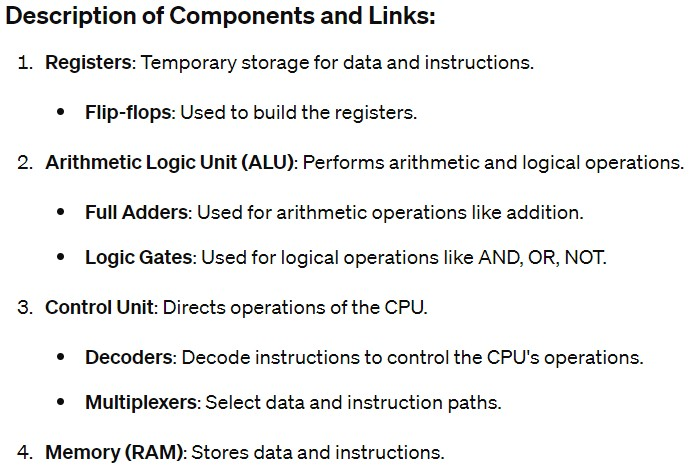 Description of Components and Links:
1. Registers: Temporary storage for data and instructions.
• Flip-flops: Used to build the registers.
2. Arithmetic Logic Unit (ALU): Performs arithmetic and logical operations.
• Full Adders: Used for arithmetic operations like addition.
• Logic Gates: Used for logical operations like AND, OR, NOT.
3. Control Unit: Directs operations of the CPU.
• Decoders: Decode instructions to control the CPU's operations.
• Multiplexers: Select data and instruction paths.
4. Memory (RAM): Stores data and instructions.